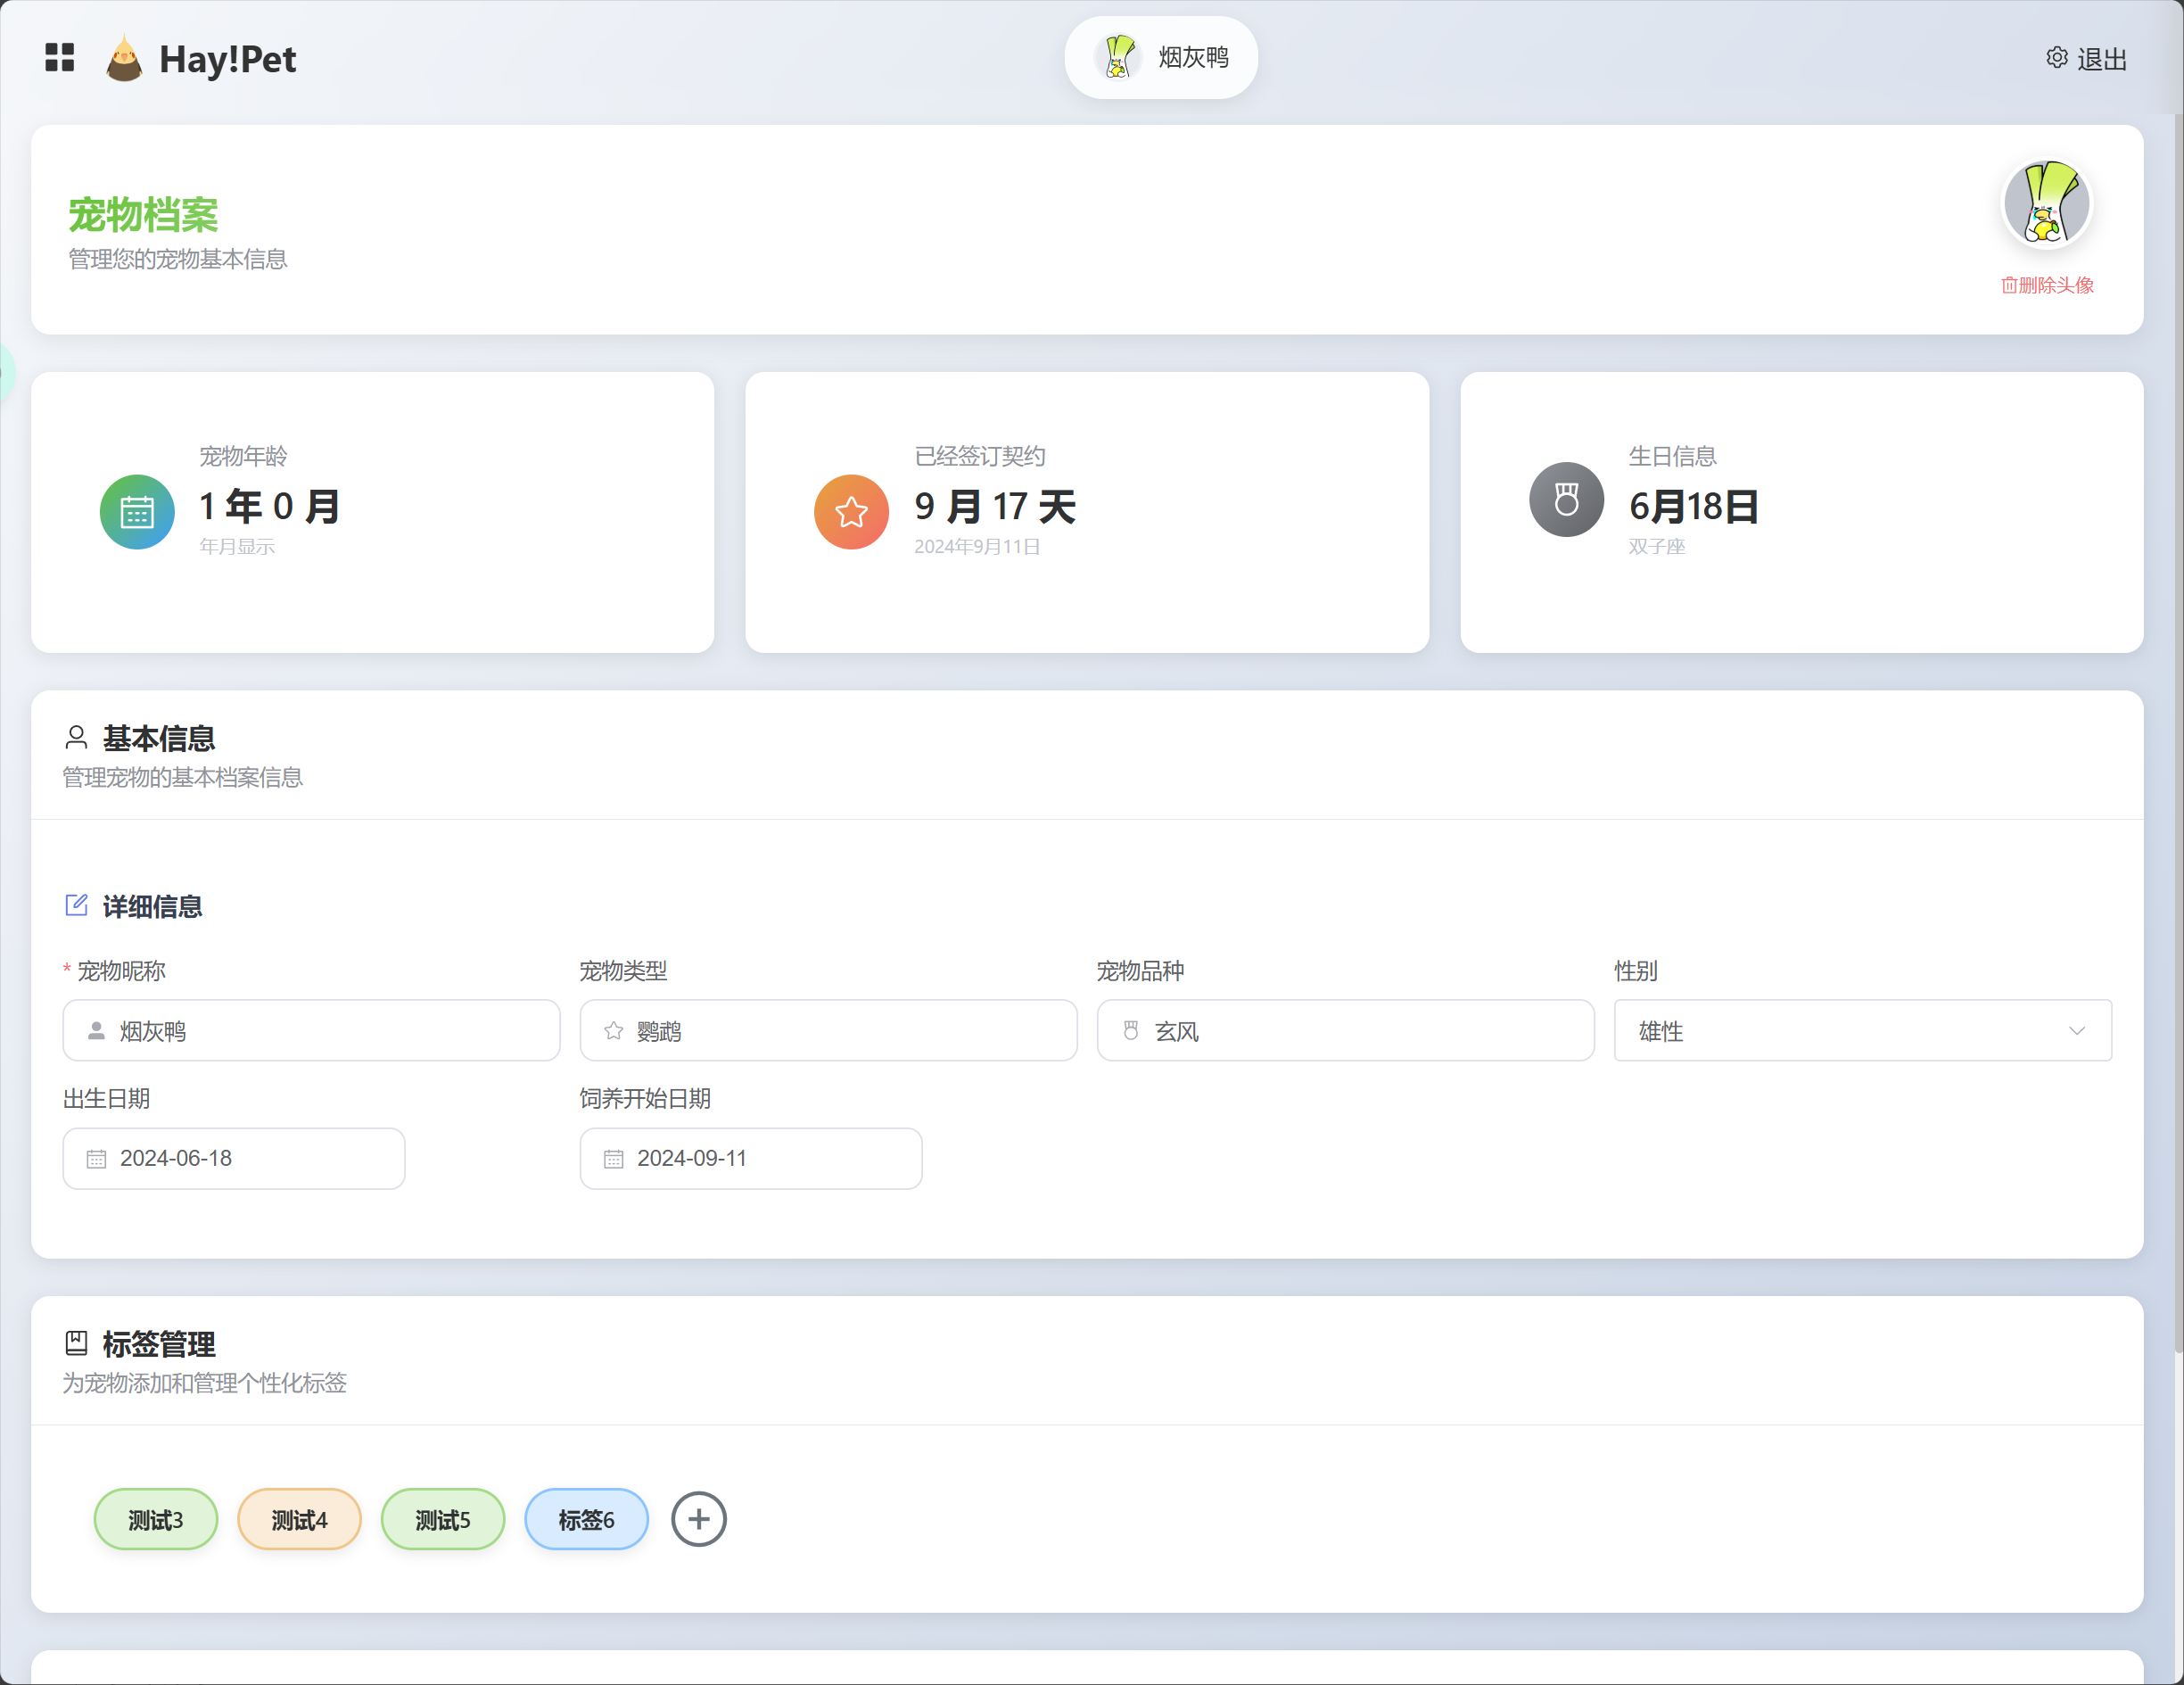 Hay!Pet
烟灰鸭
退出
宠物档案
管理您的宠物基本信息
删除头像
宠物年龄
1 年 0 月
年月显示
已经签订契约
9 月 17 天
2024年9月11日
生日信息
6月18日
双子座
基本信息
管理宠物的基本档案信息
详细信息
* 宠物昵称
宠物类型
宠物品种
性别
烟灰鸭
鹦鹉
玄风
雄性
出生日期
饲养开始日期
2024-06-18
2024-09-11
标签管理
为宠物添加和管理个性化标签
测试3
测试4
测试5
标签6